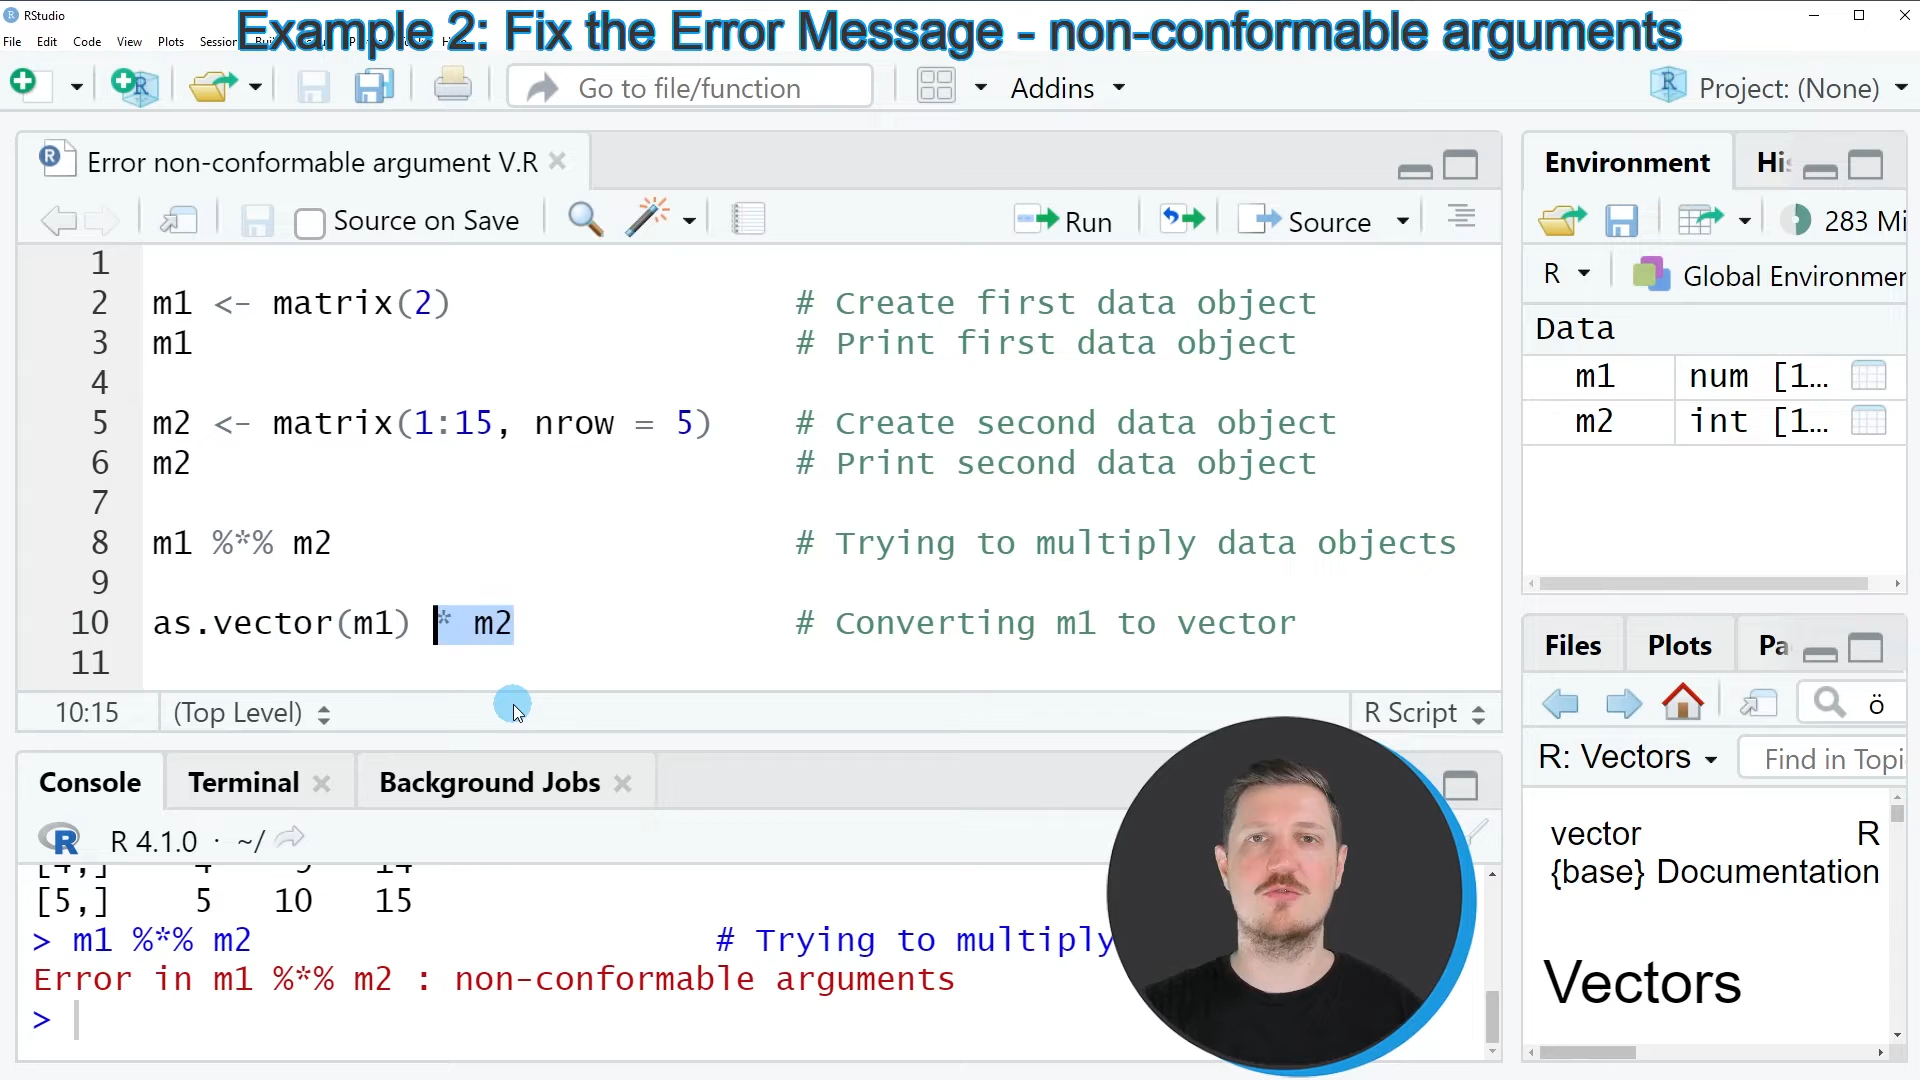 RStudio
Example 2: Fix the Error Message - non-conformable arguments
File Edit Code View Plots Session
Go to file/function
Addins
Project: (None)
Error non-conformable argument V.R
Source on Save
Run
Source
1
2 m1 <- matrix(2) # Create first data object
3 m1 # Print first data object
4
5 m2 <- matrix(1:15, nrow = 5) # Create second data object
6 m2 # Print second data object
7
8 m1 %*% m2 # Trying to multiply data objects
9
10 as.vector(m1) * m2 # Converting m1 to vector
11
10:15 (Top Level) R Script
Console Terminal Background Jobs
R 4.1.0 · ~/
[4,] 4 9 14
[5,] 5 10 15
> m1 %*% m2 # Trying to multiply
Error in m1 %*% m2 : non-conformable arguments
>
Environment His
283 Mi
R Global Environmen
Data
m1 num [1…
m2 int [1…
Files Plots Pa
ö
R: Vectors Find in Topi
vector R
{base} Documentation
Vectors